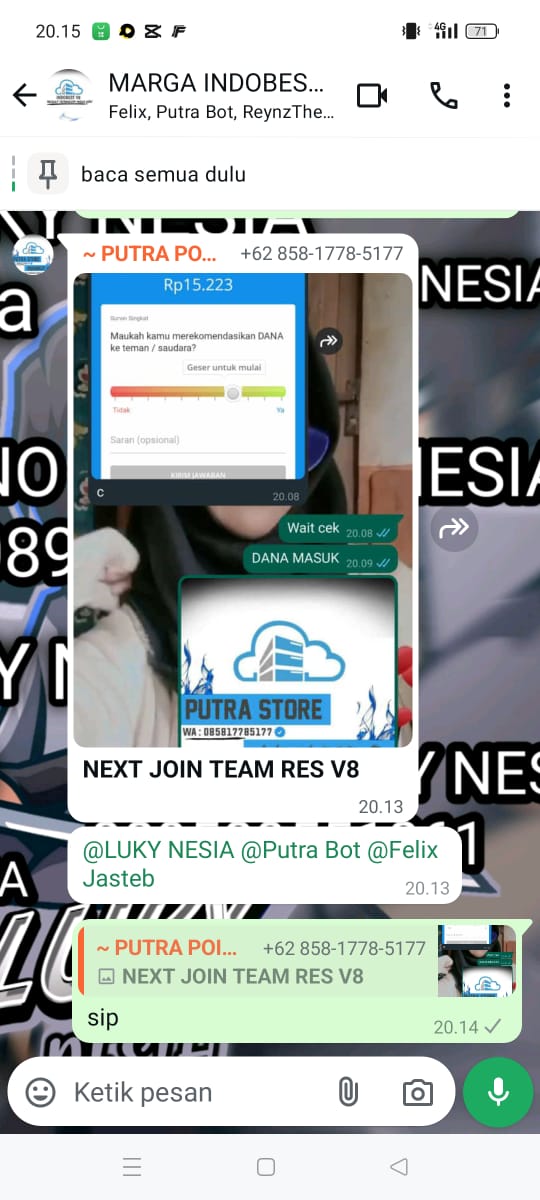 20.15
4G
71
MARGA INDOBES...
Felix, Putra Bot, ReynzThe...
baca semua dulu
~ PUTRA PO... +62 858-1778-5177
Rp15.223
Survei Singkat
Maukah kamu merekomendasikan DANA
ke teman / saudara?
Geser untuk mulai
Tidak Ya
Saran (opsional)
KIRIM JAWABAN
C
20.08
Wait cek 20.08
DANA MASUK 20.09
PUTRA STORE
WA : 085817785177
NEXT JOIN TEAM RES V8
20.13
@LUKY NESIA @Putra Bot @Felix
Jasteb
20.13
~ PUTRA POI... +62 858-1778-5177
NEXT JOIN TEAM RES V8
sip
20.14
Ketik pesan